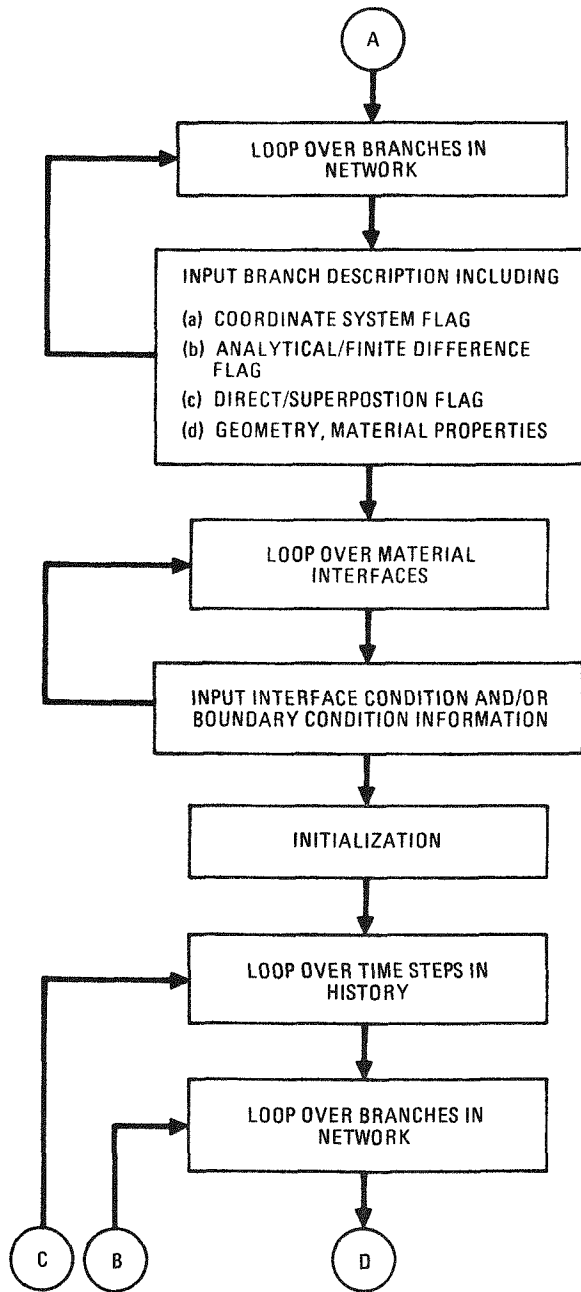 A
LOOP OVER BRANCHES IN
NETWORK
INPUT BRANCH DESCRIPTION INCLUDING
(a) COORDINATE SYSTEM FLAG
(b) ANALYTICAL/FINITE DIFFERENCE
FLAG
(c) DIRECT/SUPERPOSTION FLAG
(d) GEOMETRY, MATERIAL PROPERTIES
LOOP OVER MATERIAL
INTERFACES
INPUT INTERFACE CONDITION AND/OR
BOUNDARY CONDITION INFORMATION
INITIALIZATION
LOOP OVER TIME STEPS IN
HISTORY
LOOP OVER BRANCHES IN
NETWORK
C
B
D